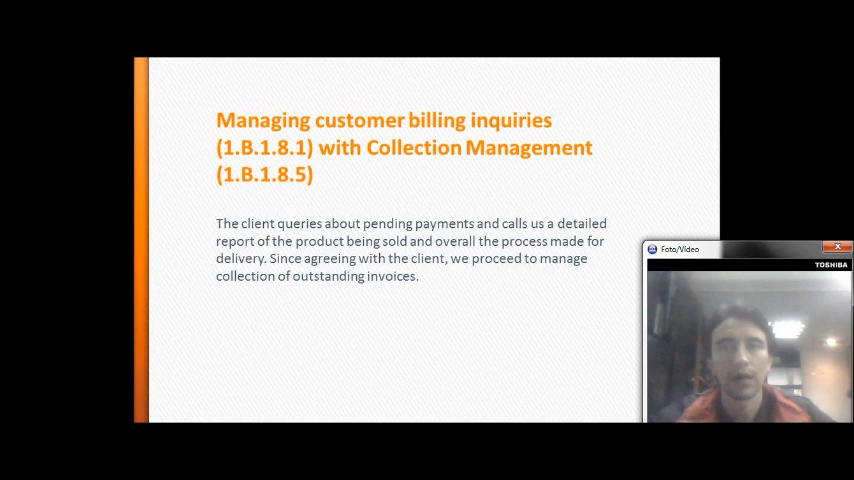 Managing customer billing inquiries
(1.B.1.8.1) with Collection Management
(1.B.1.8.5)
The client queries about pending payments and calls us a detailed
report of the product being sold and overall the process made for
delivery. Since agreeing with the client, we proceed to manage
collection of outstanding invoices.
Foto/Vídeo
TOSHIBA